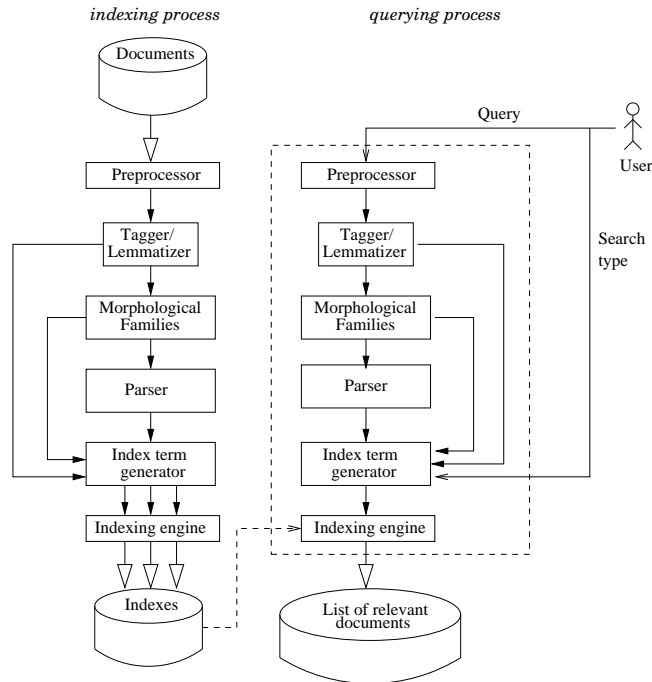 indexing process
querying process
Documents
Query
User
Preprocessor
Preprocessor
Tagger/
Lemmatizer
Tagger/
Lemmatizer
Search
type
Morphological
Families
Morphological
Families
Parser
Parser
Index term
generator
Index term
generator
Indexing engine
Indexing engine
Indexes
List of relevant
documents